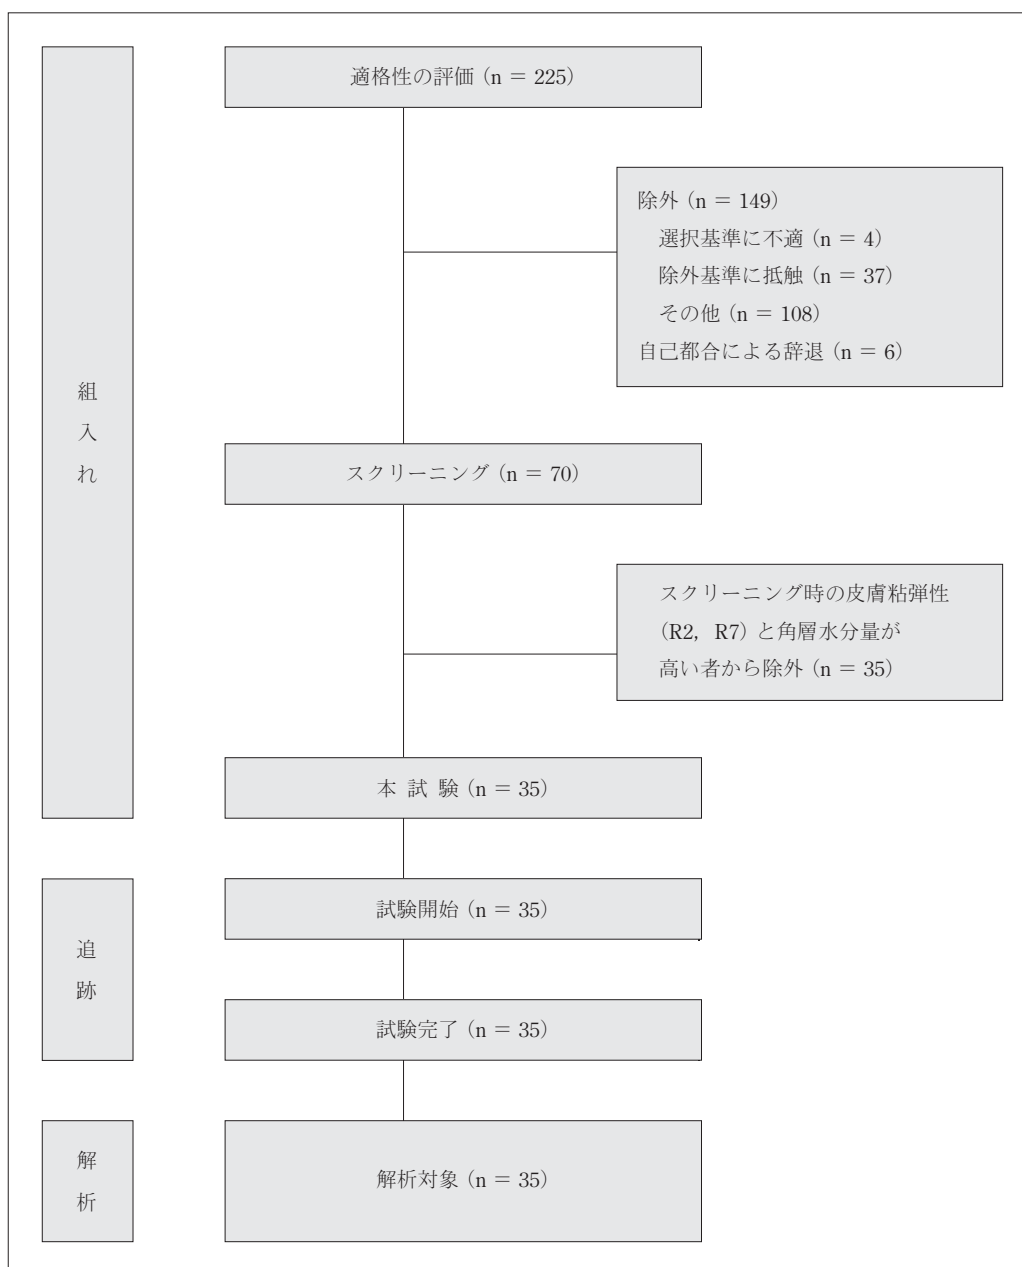 組入れ
適格性の評価 (n = 225)
除外 (n = 149)
選択基準に不適 (n = 4)
除外基準に抵触 (n = 37)
その他 (n = 108)
自己都合による辞退 (n = 6)
スクリーニング (n = 70)
スクリーニング時の皮膚粘弾性
(R2, R7) と角層水分量が
高い者から除外 (n = 35)
本 試 験 (n = 35)
追跡
試験開始 (n = 35)
試験完了 (n = 35)
解析
解析対象 (n = 35)